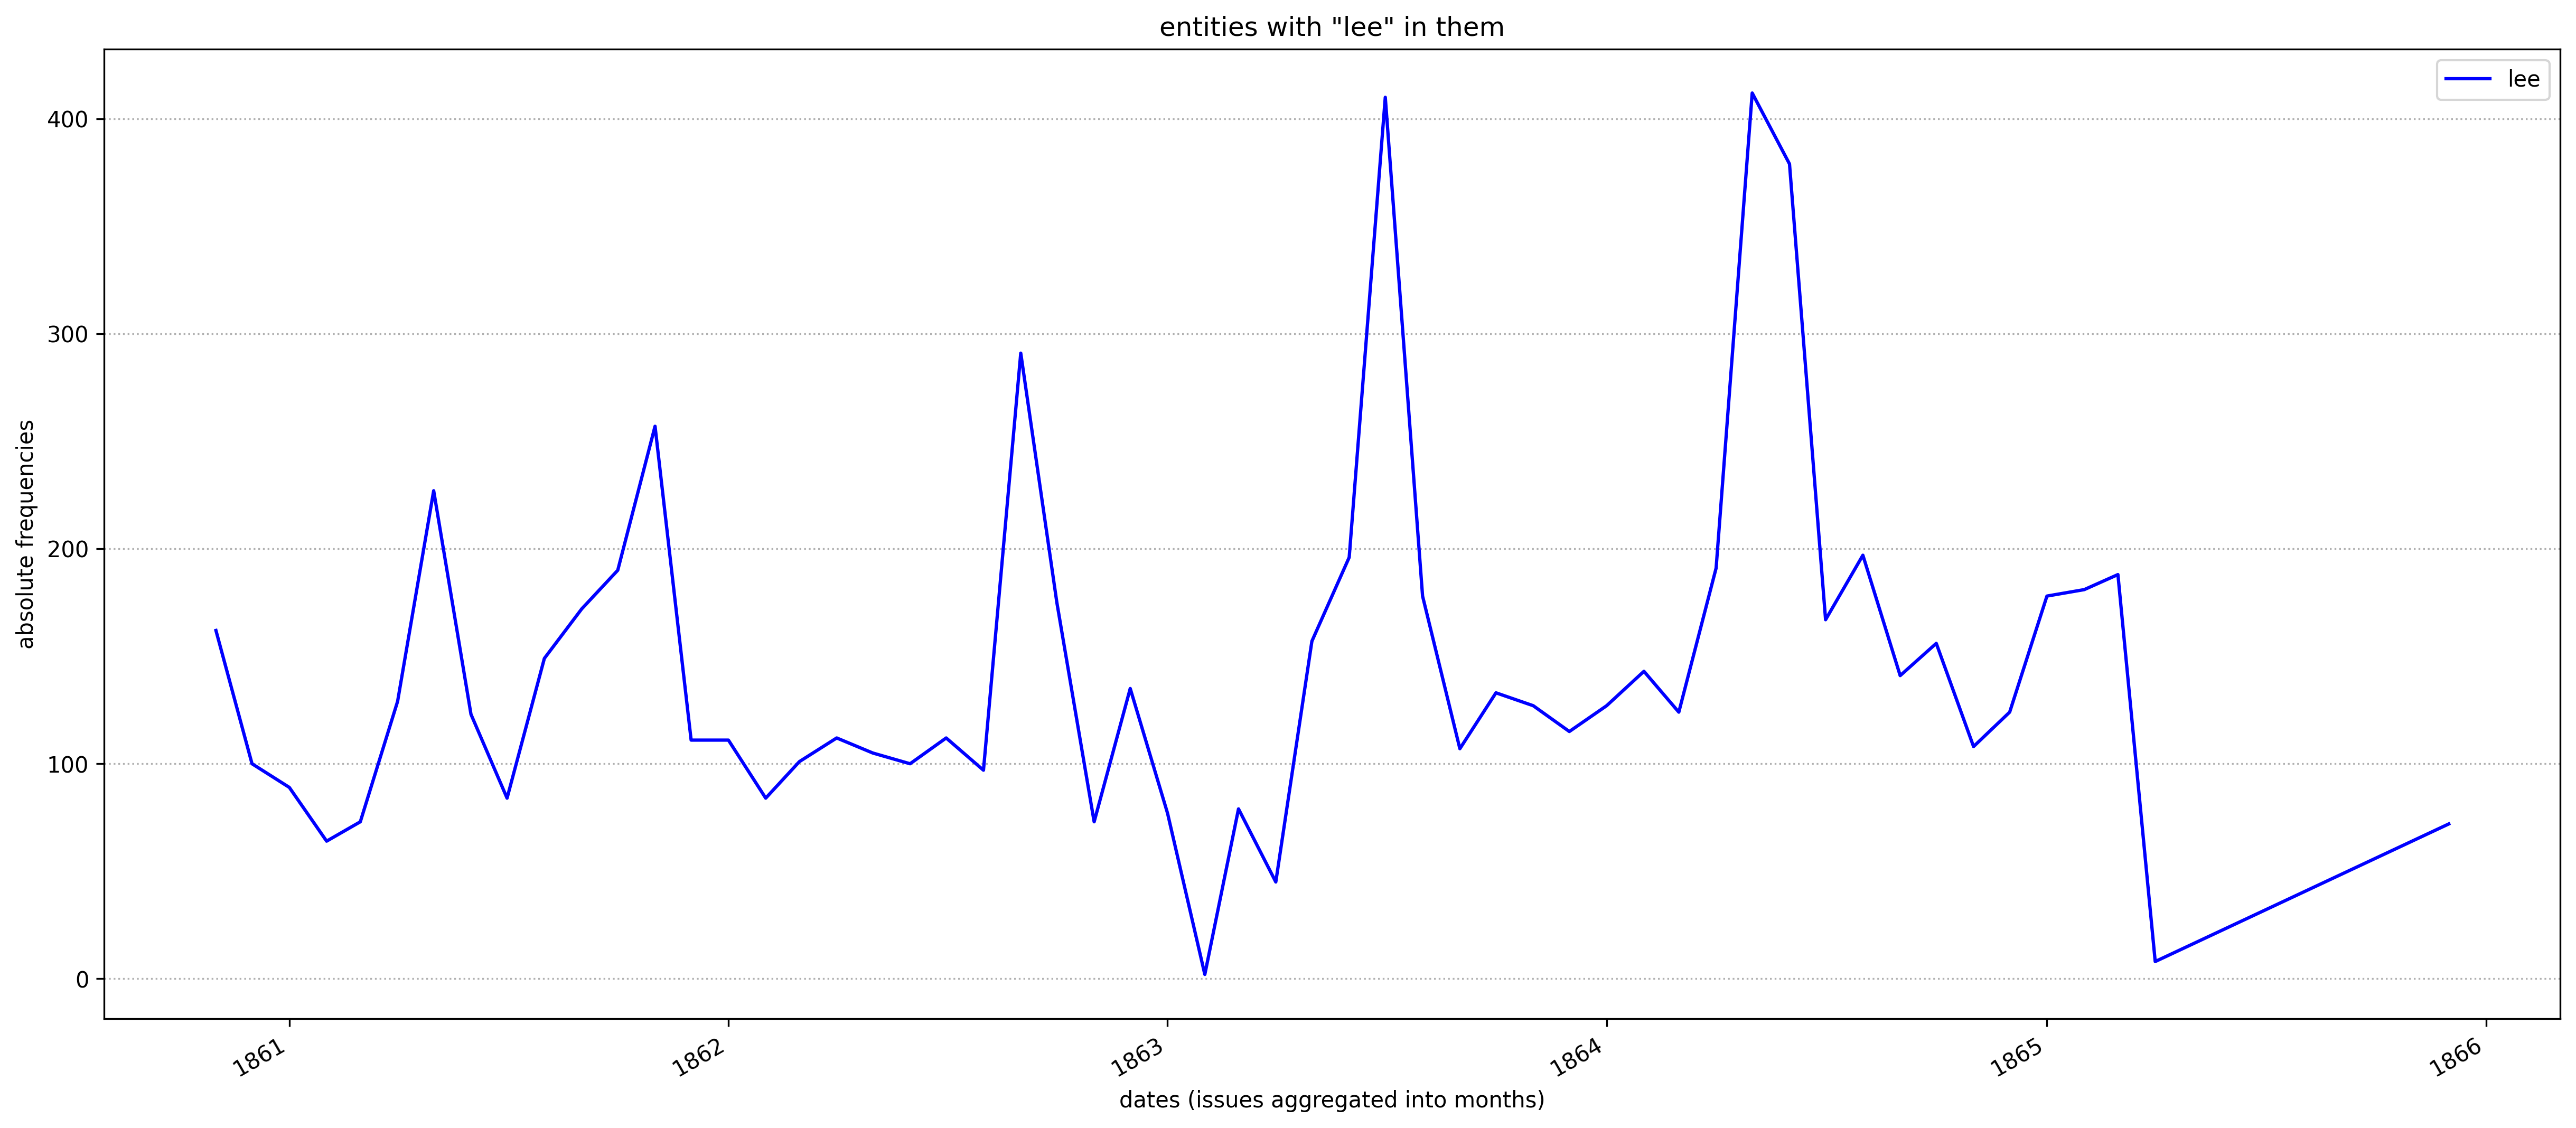 entities with "lee" in them
lee
400
300
200
100
0
absolute frequencies
1861
1862
1863
1864
1865
1866
dates (issues aggregated into months)